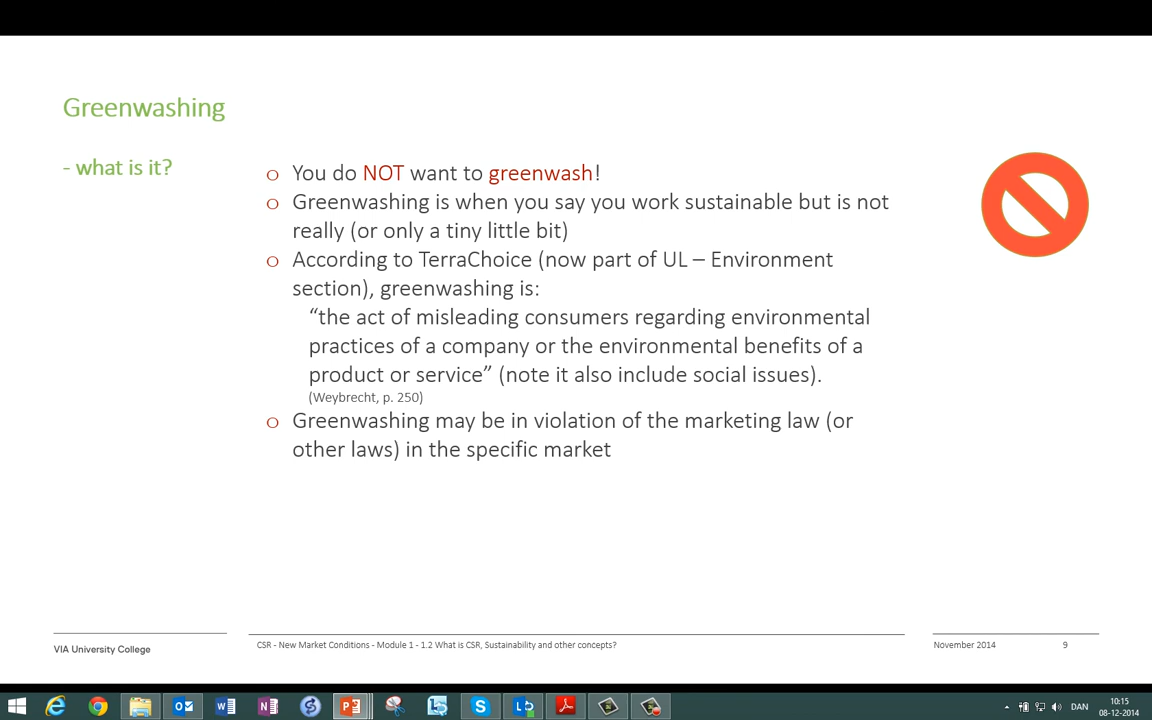 Greenwashing
- what is it?
o You do NOT want to greenwash!
o Greenwashing is when you say you work sustainable but is not
really (or only a tiny little bit)
o According to TerraChoice (now part of UL – Environment
section), greenwashing is:
“the act of misleading consumers regarding environmental
practices of a company or the environmental benefits of a
product or service” (note it also include social issues).
(Weybrecht, p. 250)
o Greenwashing may be in violation of the marketing law (or
other laws) in the specific market
VIA University College
CSR - New Market Conditions - Module 1 - 1.2 What is CSR, Sustainability and other concepts?
November 2014
9
DAN
10:15
08-12-2014